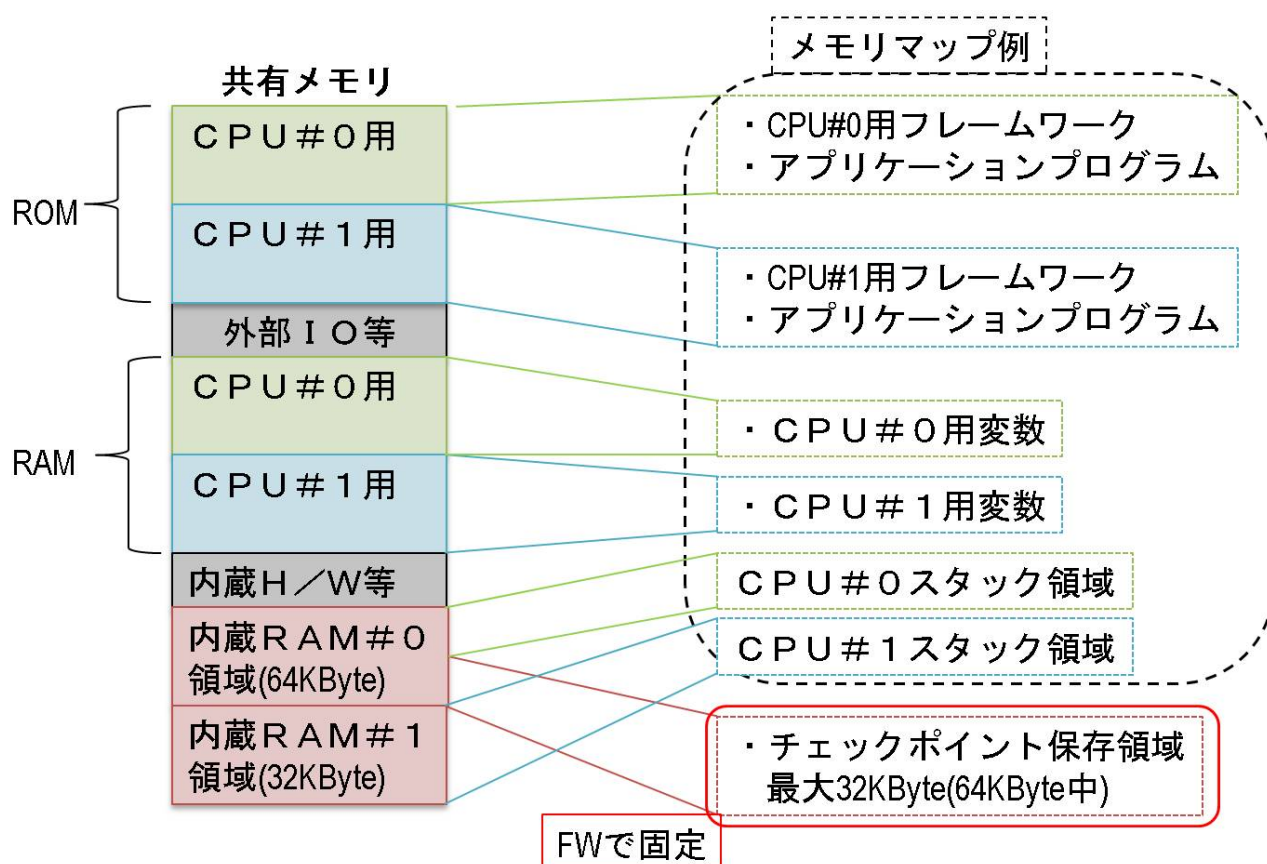 メモリマップ例
共有メモリ
ROM
ＣＰＵ＃０用
ＣＰＵ＃１用
外部ＩＯ等
RAM
ＣＰＵ＃０用
ＣＰＵ＃１用
内蔵Ｈ／Ｗ等
内蔵ＲＡＭ＃０
領域(64KByte)
内蔵ＲＡＭ＃１
領域(32KByte)
・CPU#0用フレームワーク
・アプリケーションプログラム
・CPU#1用フレームワーク
・アプリケーションプログラム
・ＣＰＵ＃０用変数
・ＣＰＵ＃１用変数
ＣＰＵ＃０スタック領域
ＣＰＵ＃１スタック領域
・チェックポイント保存領域
最大32KByte(64KByte中)
FWで固定